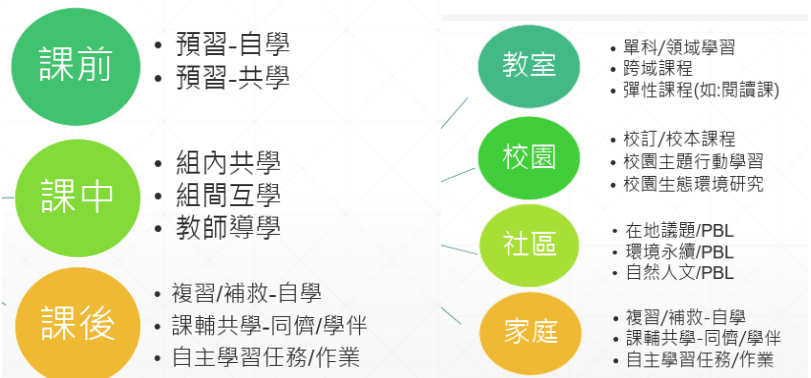 課前
• 預習-自學
• 預習-共學
課中
• 組內共學
• 組間互學
• 教師導學
課後
• 複習/補救-自學
• 課輔共學-同儕/學伴
• 自主學習任務/作業
教室
• 單科/領域學習
• 跨域課程
• 彈性課程(如:閱讀課)
校園
• 校訂/校本課程
• 校園主題行動學習
• 校園生態環境研究
社區
• 在地議題/PBL
• 環境永續/PBL
• 自然人文/PBL
家庭
• 複習/補救-自學
• 課輔共學-同儕/學伴
• 自主學習任務/作業